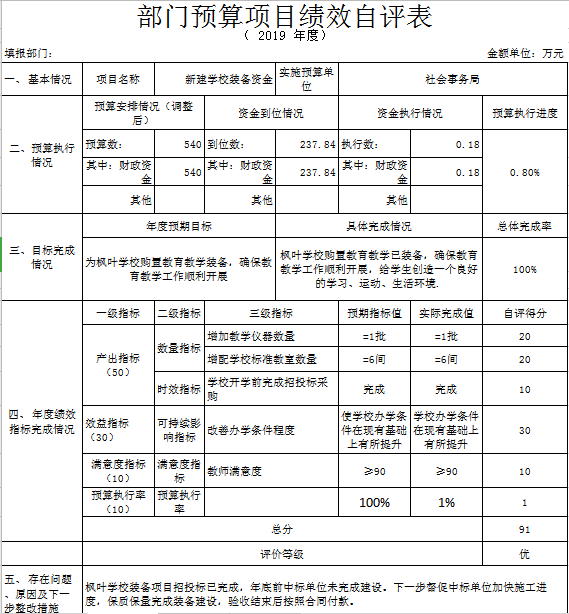 部门预算项目绩效自评表
（ 2019 年度）
填报部门：
金额单位：万元
一、 基本情况
项目名称
新建学校装备资金
实施预算单
位
社会事务局
二、预算执行
情况
预算安排情况（调整
后）
资金到位情况
资金执行情况
预算执行进度
预算数：
540
到位数：
237.84
执行数：
0.18
0.80%
其中：财政资
金
540
其中：财政资
金
237.84
其中：财政资
金
0.18
其他
其他
其他
三、目标完成
情况
年度预期目标
具体完成情况
总体完成率
为枫叶学校购置教育教学装备，确保教
育教学工作顺利开展
枫叶学校购置教育教学已装备，确保教育
教学工作顺利开展，给学生创造一个良好
的学习、运动、生活环境.
100%
四、年度绩效
指标完成情况
一级指标
二级指标
三级指标
预期指标值
实际完成值
自评得分
产出指标
（50）
数量指标
增加教学仪器数量
=1批
=1批
20
增配学校标准教室数量
=6间
=6间
20
时效指标
学校开学前完成招投标采
购
完成
完成
10
效益指标
（30）
可持续影
响指标
改善办学条件程度
使学校办学条
件在现有基础
上有所提升
学校办学条
件在现有基础
上有所提升
30
满意度指标
（10）
满意度指
标
教师满意度
≥90
≥90
10
预算执行率
（10）
预算执行
率
100%
1%
1
总分
91
评价等级
优
五、 存在问题
、原因及下一
步整改措施
枫叶学校装备项目招投标已完成，年底前中标单位未完成建设。下一步督促中标单位加快施工进
度，保质保量完成装备建设，验收结束后按照合同付款。